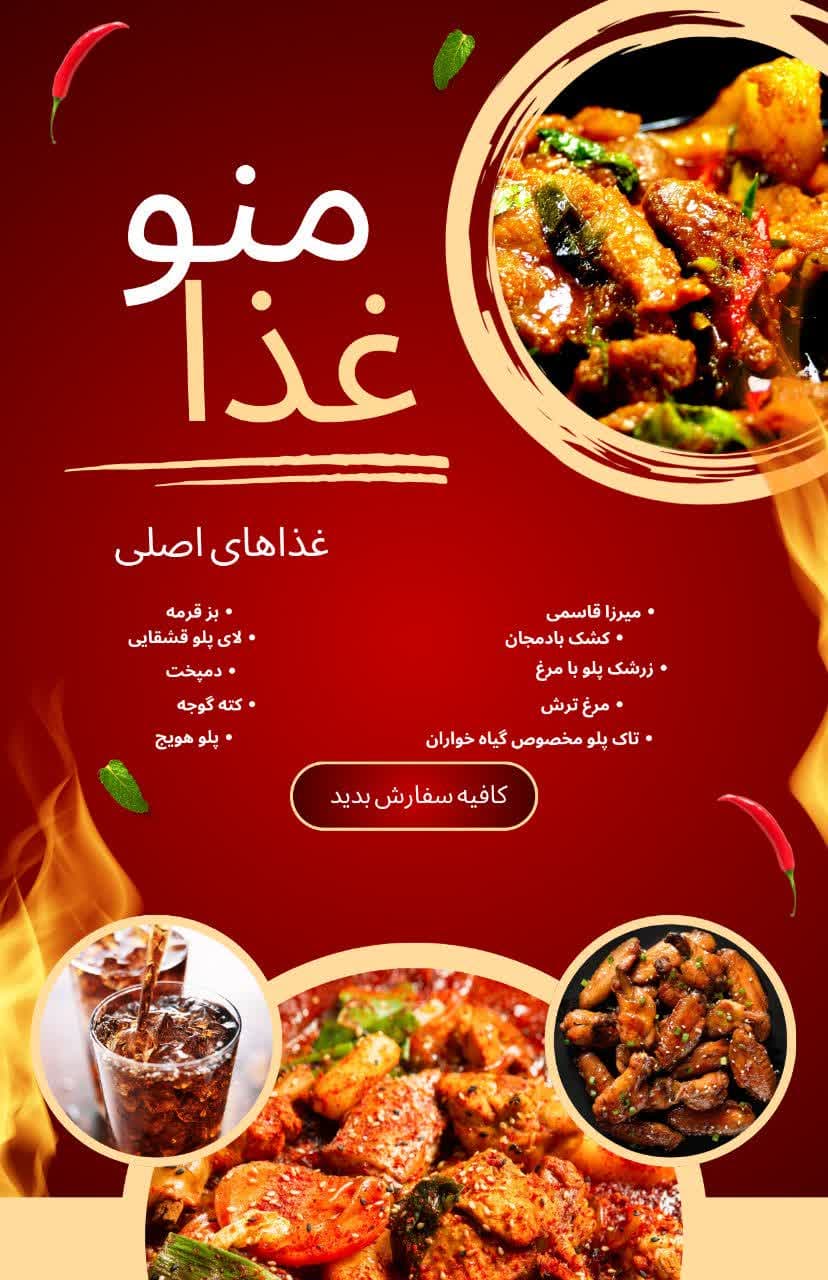 منو
غذا
غذاهای اصلی
• میرزا قاسمی
• کشک بادمجان
• زرشک پلو با مرغ
• مرغ ترش
• تاک پلو مخصوص گیاه خواران
• بز قرمه
• لای پلو قشقایی
• دمپخت
• کته گوجه
• پلو هویج
کافیه سفارش بدید